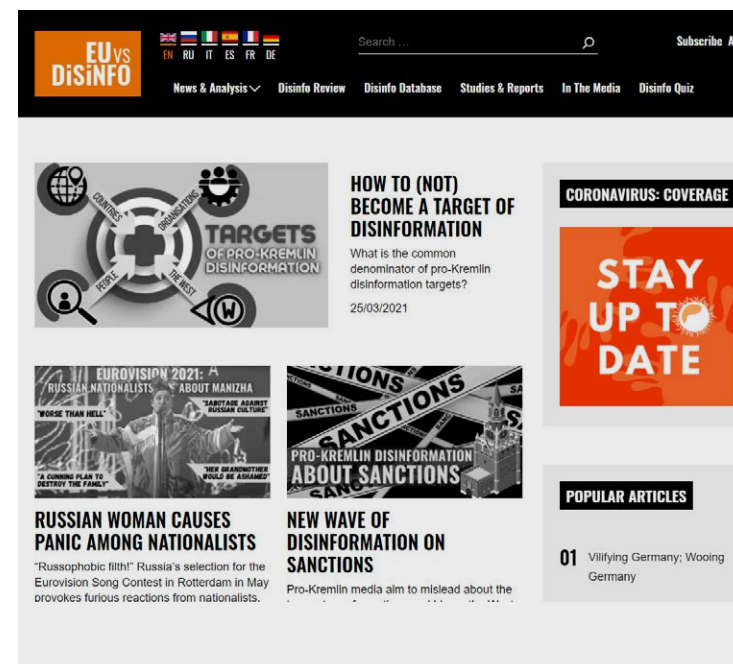 EUVS
DiSiNFO
EN RU IT ES FR DE
Search ...
Subscribe A
News & Analysis
Disinfo Review
Disinfo Database
Studies & Reports
In The Media
Disinfo Quiz
COUNTRIES
ORGANISATIONS
PEOPLE
THE WEST
TARGETS
OF PRO-KREMLIN
DISINFORMATION
HOW TO (NOT)
BECOME A TARGET OF
DISINFORMATION
What is the common
denominator of pro-Kremlin
disinformation targets?
25/03/2021
CORONAVIRUS: COVERAGE
STAY
UP TO
DATE
EUROVISION 2021:
RUSSIAN NATIONALISTS ABOUT MANIZHA
"WORSE THAN HELL"
"SABOTAGE AGAINST
RUSSIAN CULTURE"
"A CUNNING PLAN TO
DESTROY THE FAMILY"
"HER GRANDMOTHER
WOULD BE ASHAMED"
RUSSIAN WOMAN CAUSES
PANIC AMONG NATIONALISTS
"Russophobic filth!" Russia's selection for the
Eurovision Song Contest in Rotterdam in May
provokes furious reactions from nationalists.
SANCTIONS
SANCTIONS
PRO-KREMLIN DISINFORMATION
ABOUT SANCTIONS
NEW WAVE OF
DISINFORMATION ON
SANCTIONS
Pro-Kremlin media aim to mislead about the
POPULAR ARTICLES
01 Vilifying Germany; Wooing
Germany